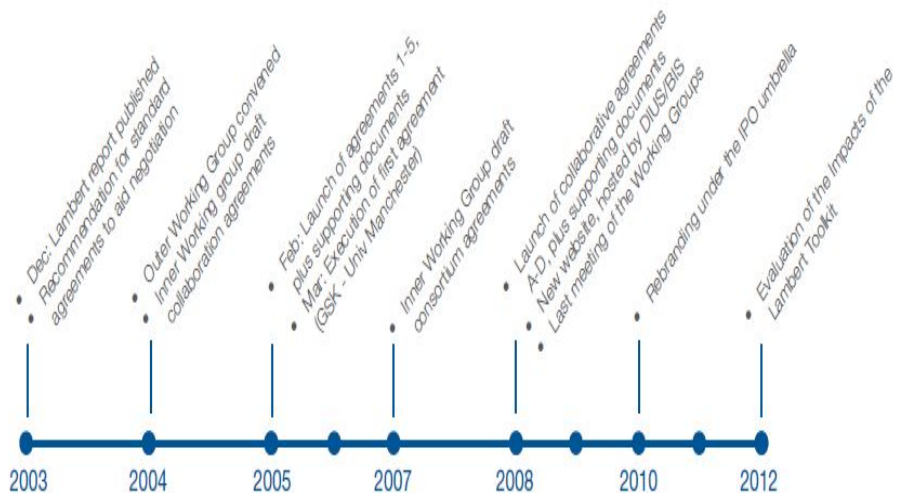 • Dec: Lambert report published
• Recommendation for standard
agreements to aid negotiation
• Outer Working Group convened
• Inner Working group draft
collaboration agreements
• Feb: Launch of agreements 1-5,
plus supporting documents
• Mar: Execution of first agreement
(GSK - Univ Manchester)
• Inner Working Group draft
consortium agreements
• Launch of collaborative agreements
A-D, plus supporting documents
• New website, hosted by DIUS/BIS
• Last meeting of the Working Groups
• Rebranding under the IPO umbrella
• Evaluation of the Impacts of the
Lambert Toolkit
2003
2004
2005
2007
2008
2010
2012